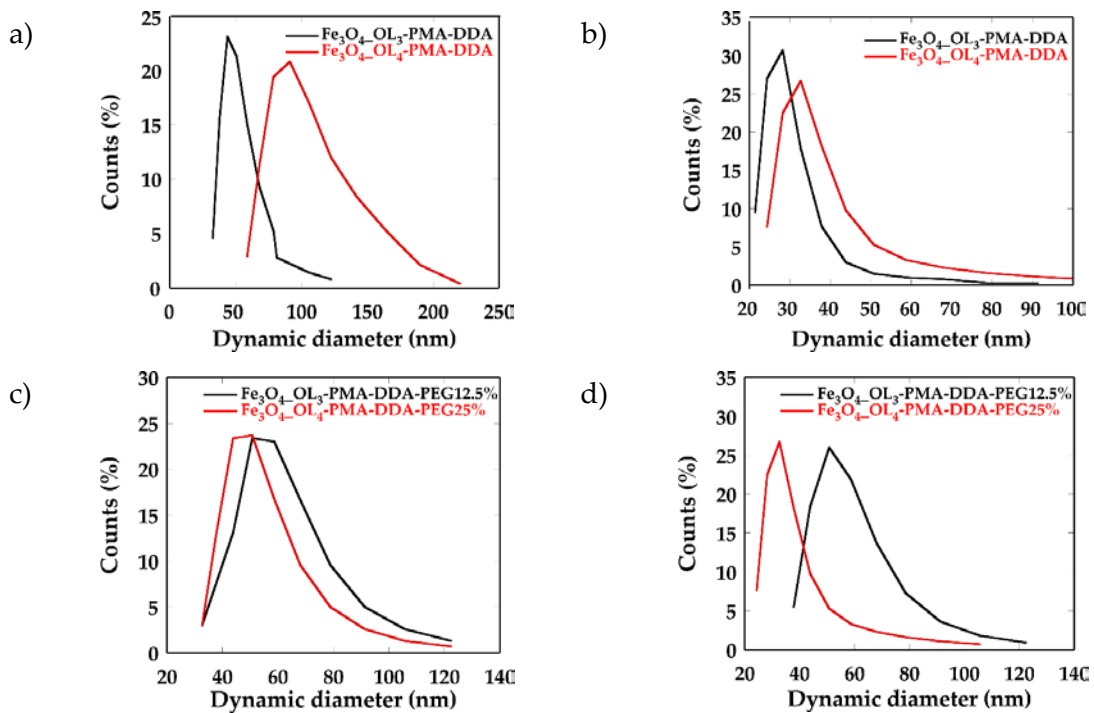 a)
25
20
15
10
5
0
Counts (%)
Fe₃O₄_OL₃-PMA-DDA
Fe₃O₄_OL₄-PMA-DDA
0 50 100 150 200 250
Dynamic diameter (nm)
b)
35
30
25
20
15
10
5
0
Counts (%)
Fe₃O₄_OL₃-PMA-DDA
Fe₃O₄_OL₄-PMA-DDA
20 30 40 50 60 70 80 90 100
Dynamic diameter (nm)
c)
30
25
20
15
10
5
0
Counts (%)
Fe₃O₄_OL₃-PMA-DDA-PEG12.5%
Fe₃O₄_OL₄-PMA-DDA-PEG25%
20 40 60 80 100 120 140
Dynamic diameter (nm)
d)
35
30
25
20
15
10
5
0
Counts (%)
Fe₃O₄_OL₃-PMA-DDA-PEG12.5%
Fe₃O₄_OL₄-PMA-DDA-PEG25%
20 40 60 80 100 120 140
Dynamic diameter (nm)